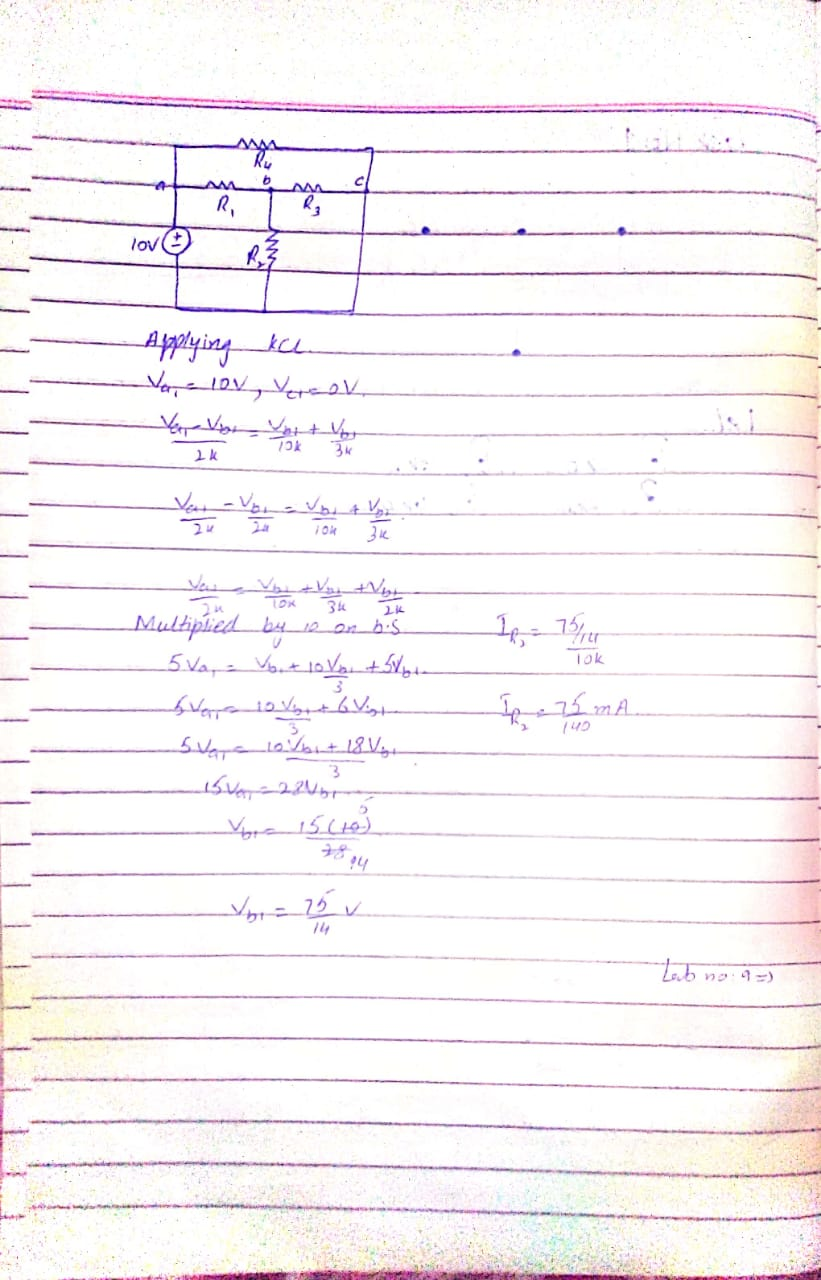 R4
a b c
R1 R3
10V + -
R2
Applying kcl.
Va1 = 10V, Vc1 = 0V.
Va1 - Vb1 / 2k = Vb1 / 10k + Vb1 / 3k
Va1 / 2k - Vb1 / 2k = Vb1 / 10k + Vb1 / 3k
Va1 / 2k = Vb1 / 10k + Vb1 / 3k + Vb1 / 2k
Multiplied by 10 on b.s
5Va1 = Vb1 + 10Vb1 / 3 + 5Vb1
5Va1 = 10Vb1 / 3 + 6Vb1
5Va1 = 10Vb1 + 18Vb1 / 3
15Va1 = 28Vb1
Vb1 = 15(10) 5 / 28 14
Vb1 = 75 / 14 V
= 75/14 / 10k
IR2 = 75 / 140 mA
Lab no: 9 =>